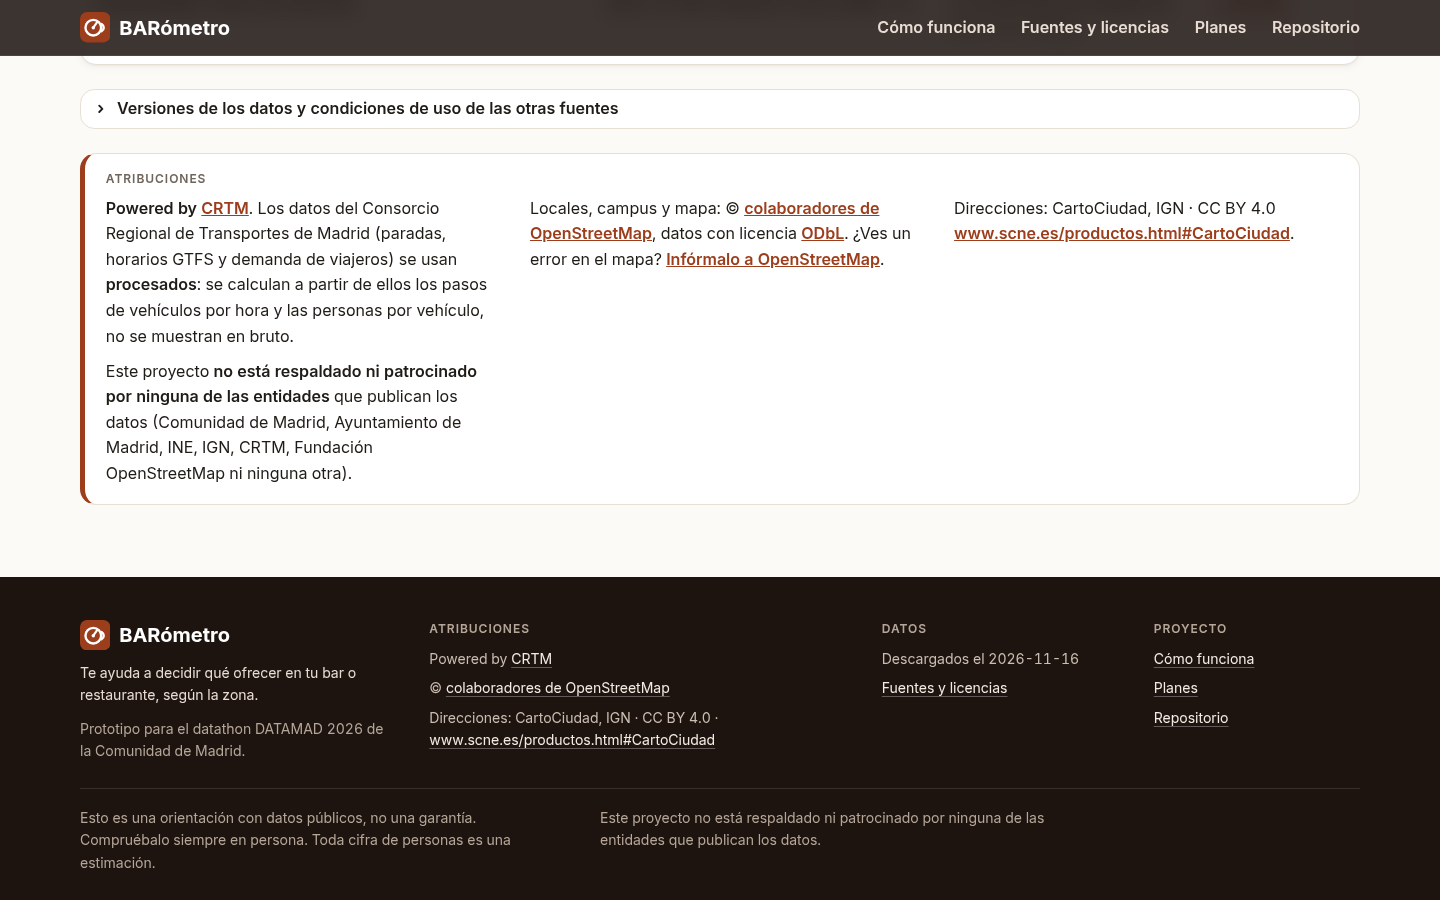 BARómetro
Cómo funciona
Fuentes y licencias
Planes
Repositorio
Versiones de los datos y condiciones de uso de las otras fuentes
ATRIBUCIONES
Powered by CRTM. Los datos del Consorcio
Regional de Transportes de Madrid (paradas,
horarios GTFS y demanda de viajeros) se usan
procesados: se calculan a partir de ellos los pasos
de vehículos por hora y las personas por vehículo,
no se muestran en bruto.
Este proyecto no está respaldado ni patrocinado
por ninguna de las entidades que publican los
datos (Comunidad de Madrid, Ayuntamiento de
Madrid, INE, IGN, CRTM, Fundación
OpenStreetMap ni ninguna otra).
Locales, campus y mapa: © colaboradores de
OpenStreetMap, datos con licencia ODbL. ¿Ves un
error en el mapa? Infórmalo a OpenStreetMap.
Direcciones: CartoCiudad, IGN · CC BY 4.0
www.scne.es/productos.html#CartoCiudad.
BARómetro
Te ayuda a decidir qué ofrecer en tu bar o
restaurante, según la zona.
Prototipo para el datathon DATAMAD 2026 de
la Comunidad de Madrid.
ATRIBUCIONES
Powered by CRTM
© colaboradores de OpenStreetMap
Direcciones: CartoCiudad, IGN · CC BY 4.0 ·
www.scne.es/productos.html#CartoCiudad
DATOS
Descargados el 2026-11-16
Fuentes y licencias
PROYECTO
Cómo funciona
Planes
Repositorio
Esto es una orientación con datos públicos, no una garantía.
Compruébalo siempre en persona. Toda cifra de personas es una
estimación.
Este proyecto no está respaldado ni patrocinado por ninguna de las
entidades que publican los datos.